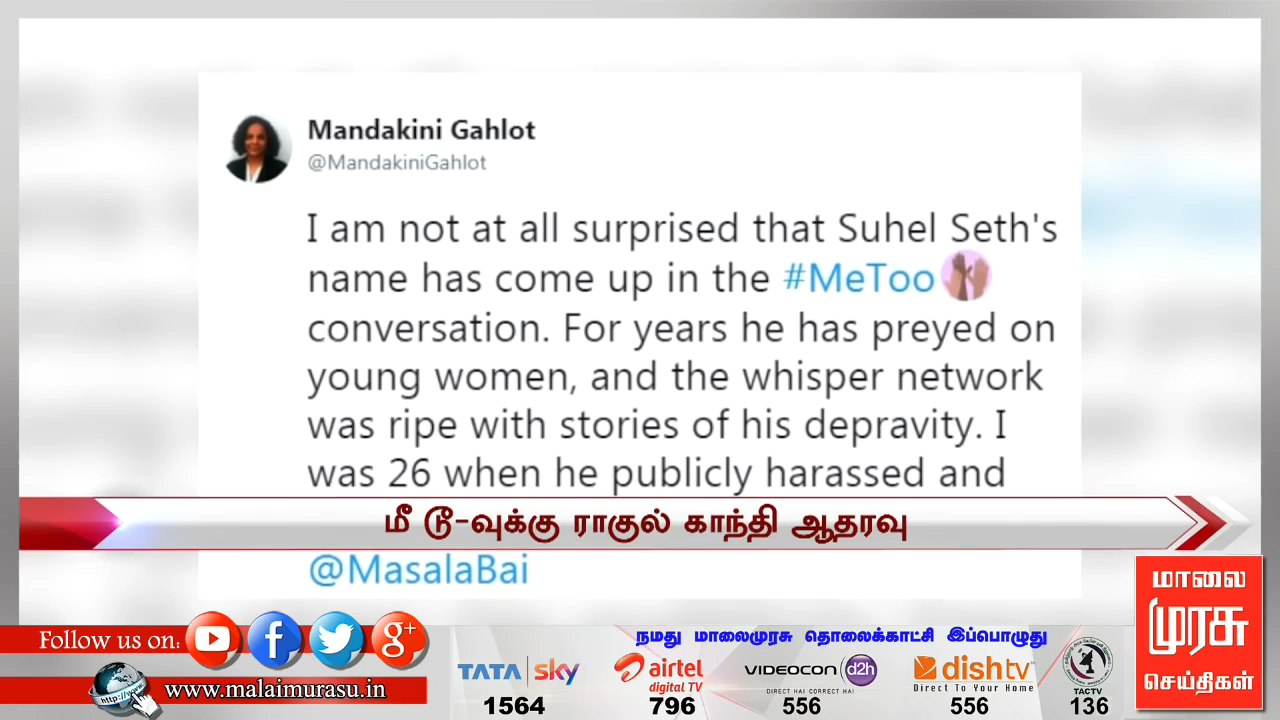 Mandakini Gahlot
@MandakiniGahlot
I am not at all surprised that Suhel Seth's
name has come up in the #MeToo
conversation. For years he has preyed on
young women, and the whisper network
was ripe with stories of his depravity. I
was 26 when he publicly harassed and
மீ டூ-வுக்கு ராகுல் காந்தி ஆதரவு
@MasalaBai
மாலை
முரசு
செய்திகள்
Follow us on:
www.malaimurasu.in
நமது மாலைமுரசு தொலைக்காட்சி இப்பொழுது
TATA sky
1564
airtel
digital TV
796
VIDEOCON d2h
DIRECT HAI CORRECT HAI
556
dishtv
Direct To Your Home
556
TACTV
136